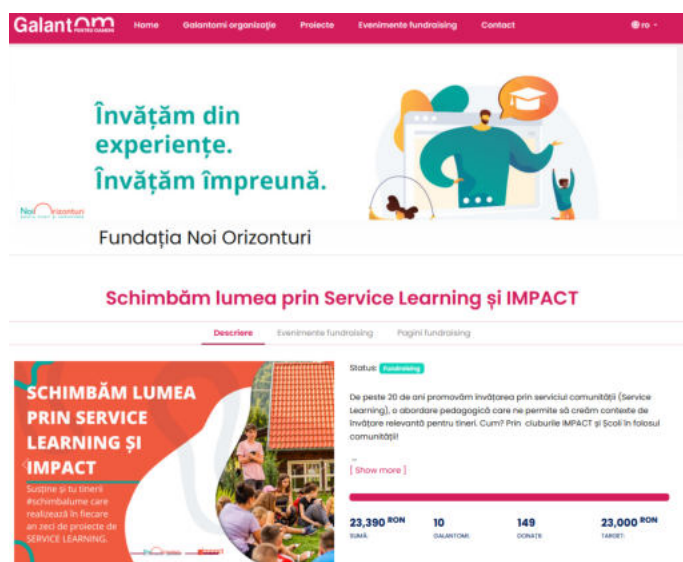 GalantOM
PENTRU OAMENI
Home Galantomi organizație Proiecte Evenimente fundraising Contact ro
Învățăm din
experiențe.
Învățăm împreună.
Noi Orizonturi
Fundația Noi Orizonturi
Schimbăm lumea prin Service Learning și IMPACT
Descriere Evenimente fundraising Pagini fundraising
SCHIMBĂM LUMEA
PRIN SERVICE
LEARNING ȘI
IMPACT
Susține și tu tinerii
#schimbalume care
realizează în fiecare
an zeci de proiecte de
SERVICE LEARNING.
Status: Fundraising
De peste 20 de ani promovăm învățarea prin serviciul comunității (Service
Learning), o abordare pedagogică care ne permite să creăm contexte de
învățare relevantă pentru tineri. Cum? Prin cluburile IMPACT și Școli în folosul
comunității!
...
[ Show more ]
23,390 RON 10 149 23,000 RON
SUMĂ: GALANTOMI: DONAȚII: TARGET: